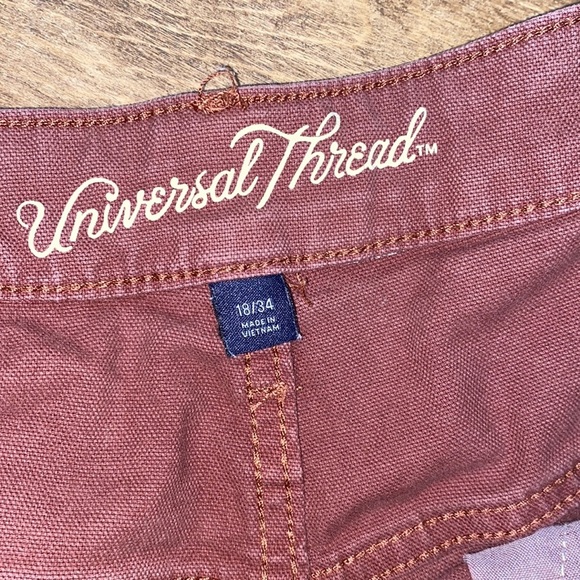 Universal Thread™
18/34
MADE IN
VIETNAM